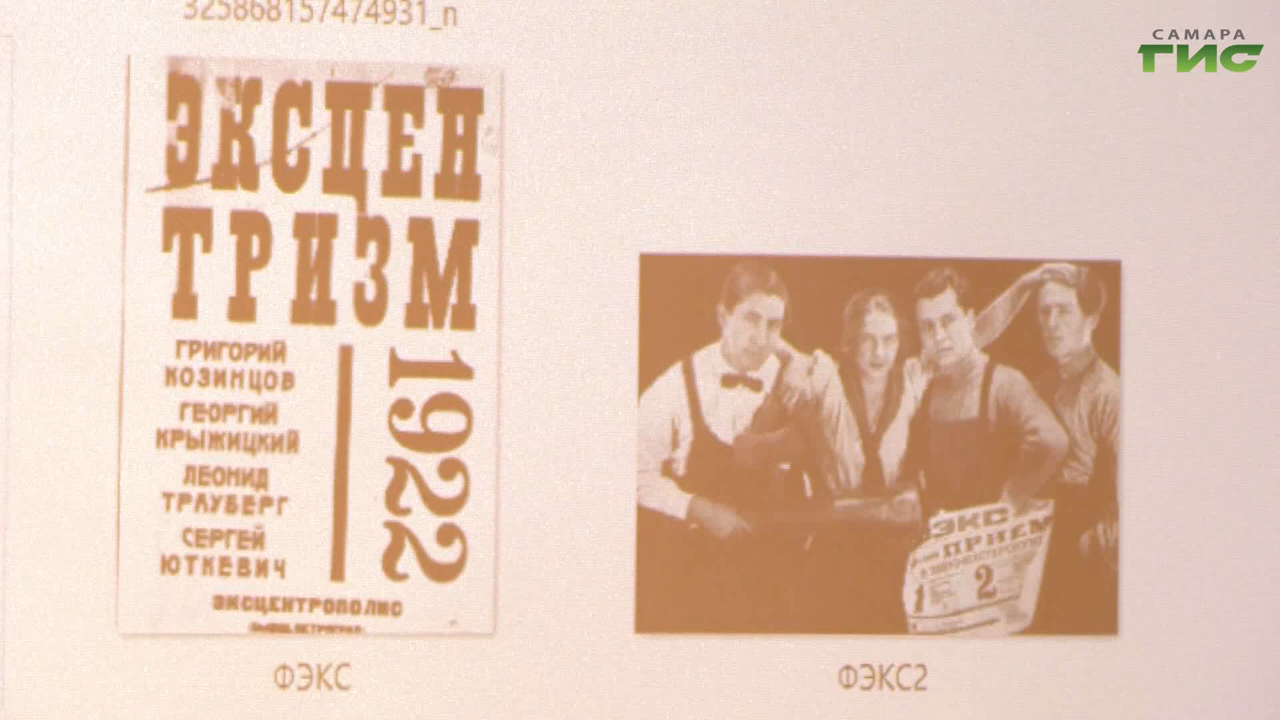 325868157474931_n
САМАРА
ГИС
ЭКСЦЕН
ТРИЗМ
1922
ГРИГОРИЙ
КОЗИНЦОВ
ГЕОРГИЙ
КРЫЖИЦКИЙ
ЛЕОНИД
ТРАУБЕРГ
СЕРГЕЙ
ЮТКЕВИЧ
ЭКСЦЕНТРОПОЛИС
ЭКС
ПРИЕМ
1
2
ФЭКС
ФЭКС2